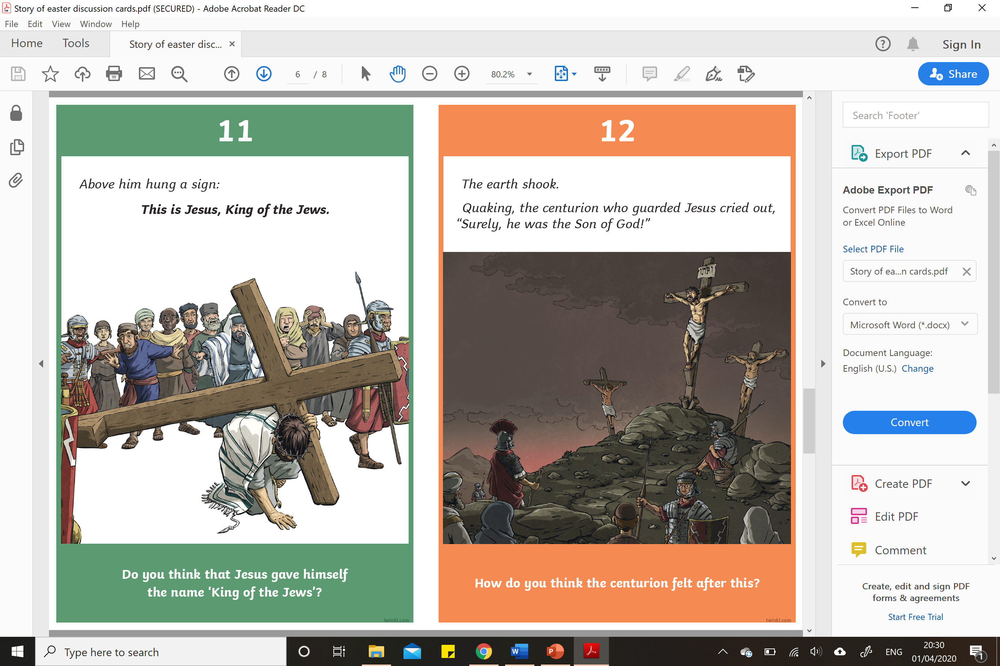 Story of easter discussion cards.pdf (SECURED) - Adobe Acrobat Reader DC
File Edit View Window Help
Home Tools Story of easter disc... Sign In
6 / 8 80.2% Share
11
Above him hung a sign:
This is Jesus, King of the Jews.
Do you think that Jesus gave himself
the name ‘King of the Jews’?
twinkl.com
12
The earth shook.
Quaking, the centurion who guarded Jesus cried out,
“Surely, he was the Son of God!”
How do you think the centurion felt after this?
twinkl.com
Search 'Footer'
Export PDF
Adobe Export PDF
Convert PDF Files to Word
or Excel Online
Select PDF File
Story of ea...n cards.pdf
Convert to
Microsoft Word (*.docx)
Document Language:
English (U.S.) Change
Convert
Create PDF
Edit PDF
Comment
Create, edit and sign PDF
forms & agreements
Start Free Trial
Type here to search
ENG
20:30
01/04/2020
1